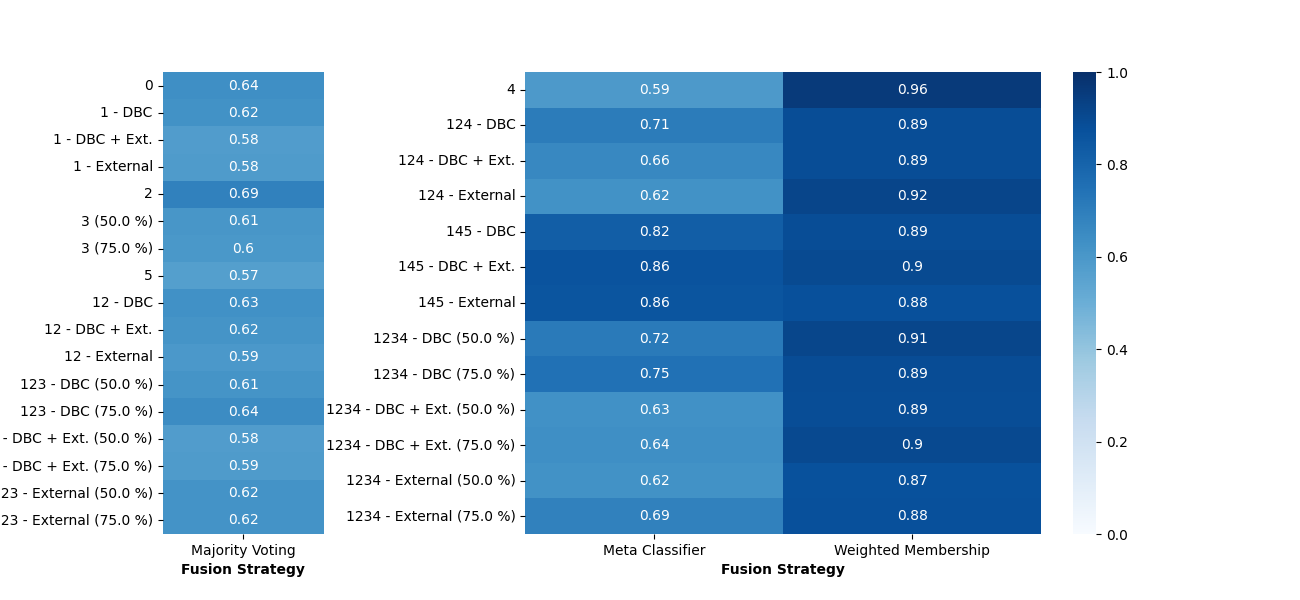 0 0.64
1 - DBC 0.62
1 - DBC + Ext. 0.58
1 - External 0.58
2 0.69
3 (50.0 %) 0.61
3 (75.0 %) 0.6
5 0.57
12 - DBC 0.63
12 - DBC + Ext. 0.62
12 - External 0.59
123 - DBC (50.0 %) 0.61
123 - DBC (75.0 %) 0.64
- DBC + Ext. (50.0 %) 0.58
- DBC + Ext. (75.0 %) 0.59
23 - External (50.0 %) 0.62
23 - External (75.0 %) 0.62
Majority Voting
Fusion Strategy
4 0.59 0.96
124 - DBC 0.71 0.89
124 - DBC + Ext. 0.66 0.89
124 - External 0.62 0.92
145 - DBC 0.82 0.89
145 - DBC + Ext. 0.86 0.9
145 - External 0.86 0.88
1234 - DBC (50.0 %) 0.72 0.91
1234 - DBC (75.0 %) 0.75 0.89
1234 - DBC + Ext. (50.0 %) 0.63 0.89
1234 - DBC + Ext. (75.0 %) 0.64 0.9
1234 - External (50.0 %) 0.62 0.87
1234 - External (75.0 %) 0.69 0.88
Meta Classifier Weighted Membership
Fusion Strategy
1.0
0.8
0.6
0.4
0.2
0.0